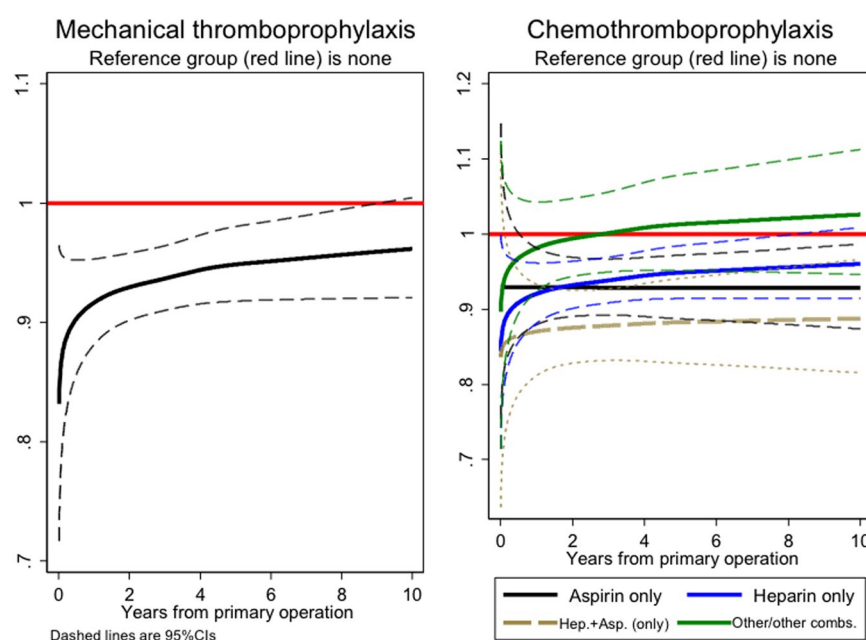 Mechanical thromboprophylaxis
Reference group (red line) is none
1.1
1
.9
.8
.7
0 2 4 6 8 10
Years from primary operation
Dashed lines are 95%CIs
Chemothromboprophylaxis
Reference group (red line) is none
1.2
1.1
1
.9
.8
.7
0 2 4 6 8 10
Years from primary operation
Aspirin only Heparin only
Hep.+Asp. (only) Other/other combs.